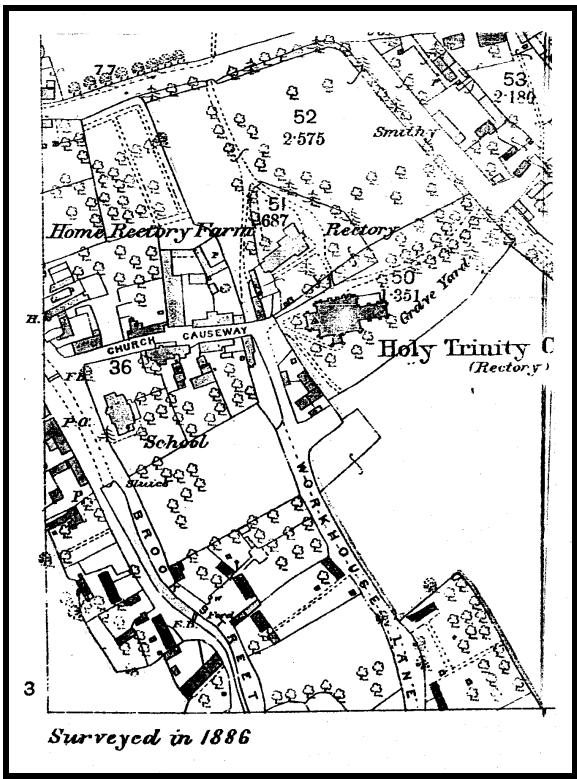 77
53
2·180
52
2·575
Smithy
51
·687
Home Rectory Farm
Rectory
50
1·351
Grave Yard
H.
CHURCH CAUSEWAY
Holy Trinity C
(Rectory)
36
F.B.
P.O.
School
Sluice
P.
BROO
STREET
WORKHOUSE LANE
F.B.
3
Surveyed in 1886